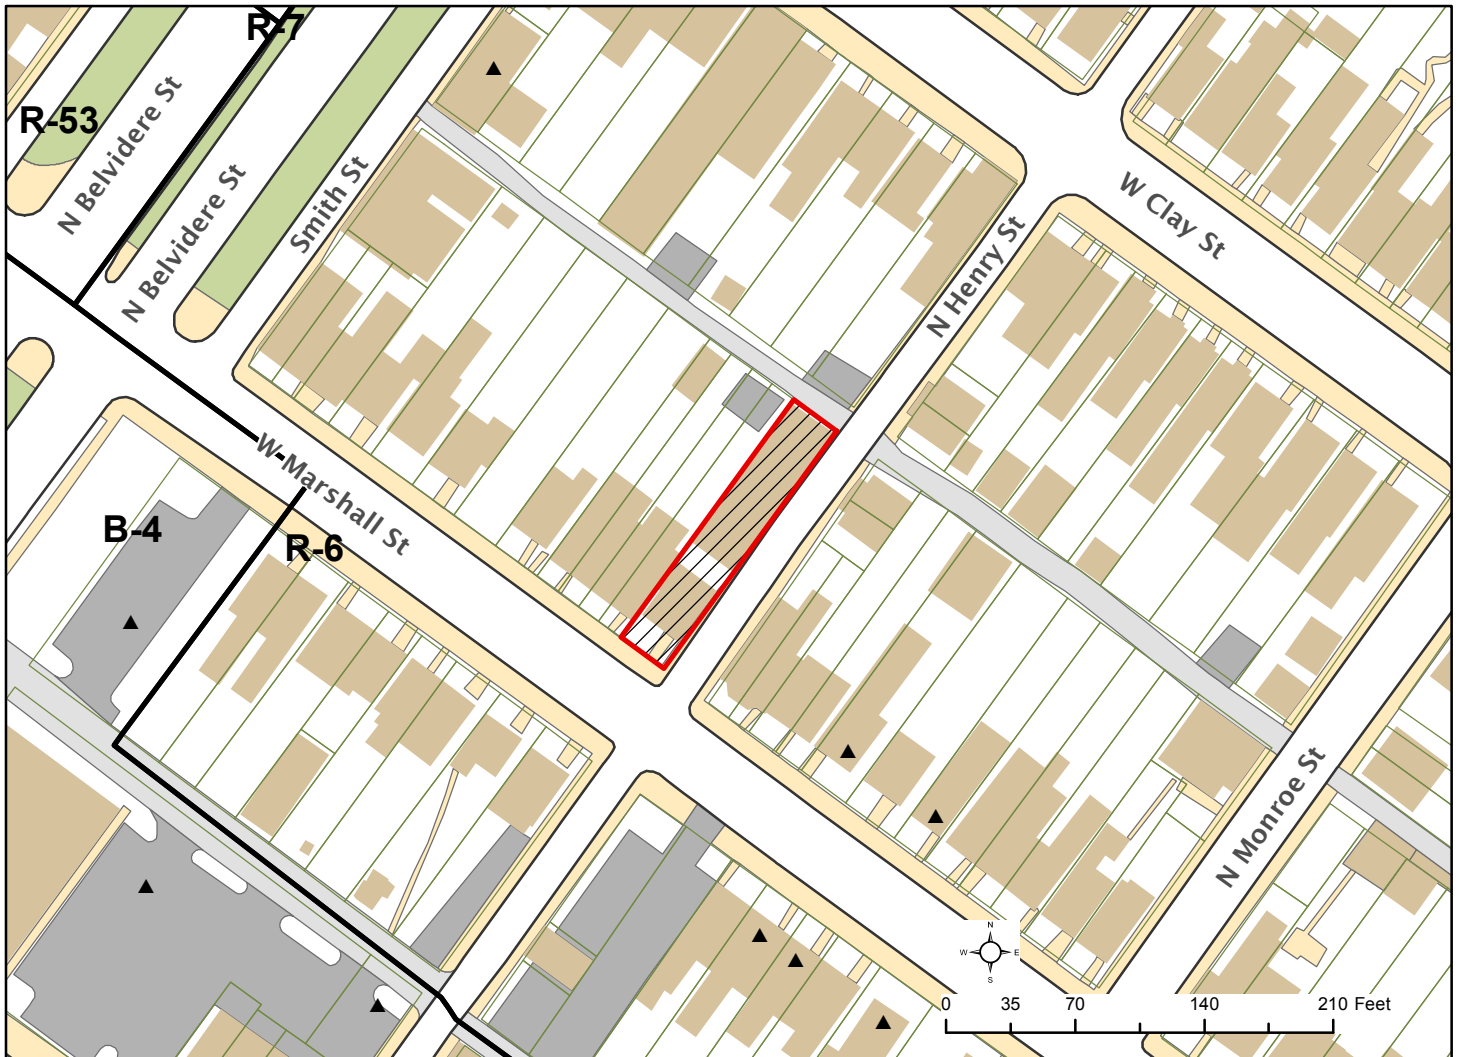 R-7
R-53
N Belvidere St
N Belvidere St
Smith St
W Clay St
N Henry St
W Marshall St
B-4
R-6
N Monroe St
N
W E
S
0 35 70 140 210 Feet